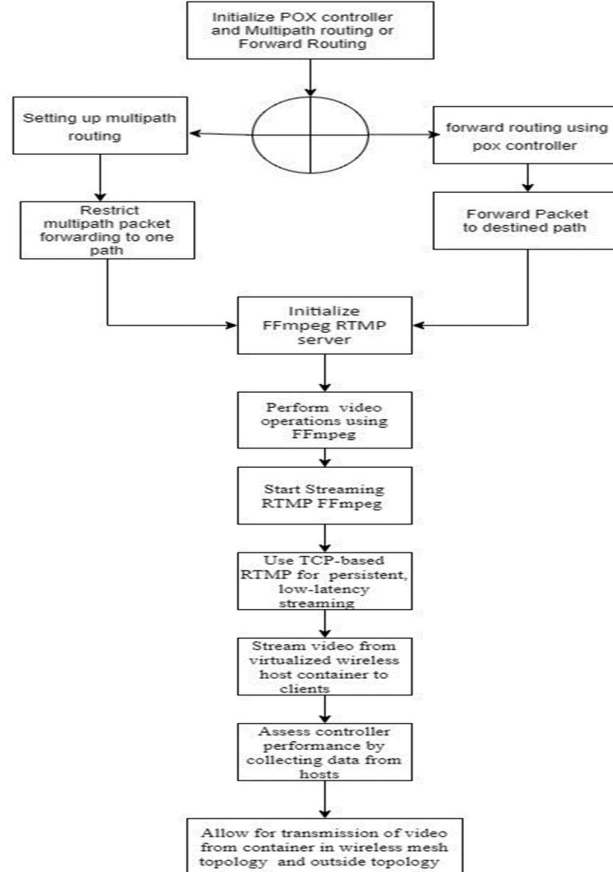 Initialize POX controller
and Multipath routing or
Forward Routing
Setting up multipath
routing
forward routing using
pox controller
Restrict
multipath packet
forwarding to one
path
Forward Packet
to destined path
Initialize
FFmpeg RTMP
server
Perform video
operations using
FFmpeg
Start Streaming
RTMP FFmpeg
Use TCP-based
RTMP for persistent,
low-latency
streaming
Stream video from
virtualized wireless
host container to
clients
Assess controller
performance by
collecting data from
hosts
Allow for transmission of video
from container in wireless mesh
topology and outside topology